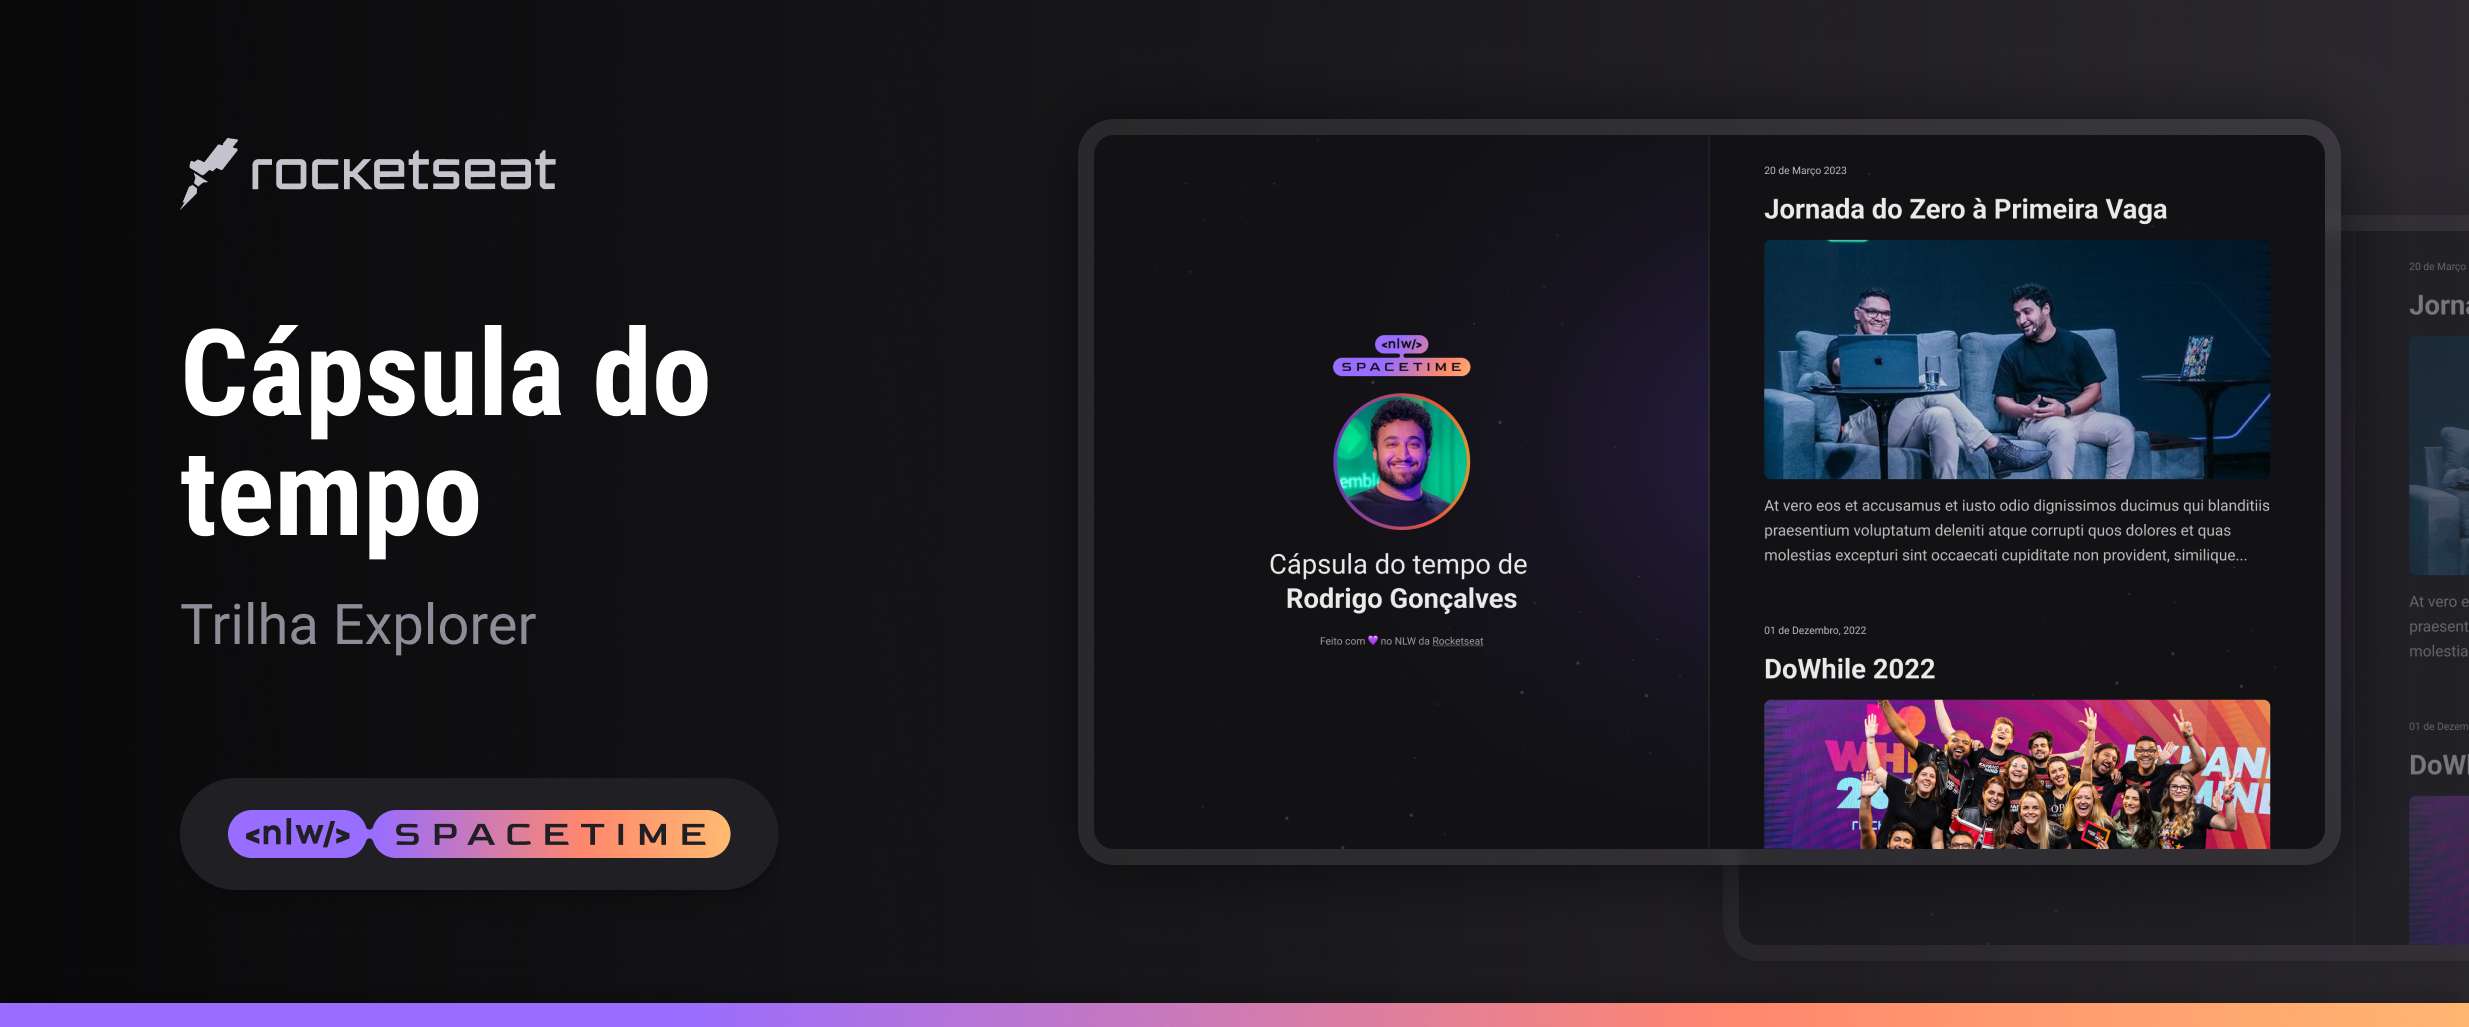 rocketseat
Cápsula do
tempo
Trilha Explorer
<nlw/> SPACETIME
<nlw/>
SPACETIME
Cápsula do tempo de
Rodrigo Gonçalves
Feito com 💜 no NLW da Rocketseat
20 de Março 2023
Jornada do Zero à Primeira Vaga
At vero eos et accusamus et iusto odio dignissimos ducimus qui blanditiis
praesentium voluptatum deleniti atque corrupti quos dolores et quas
molestias excepturi sint occaecati cupiditate non provident, similique...
01 de Dezembro, 2022
DoWhile 2022
20 de Março
Jorn
At vero e
praesent
molestia
01 de Dezem
DoW